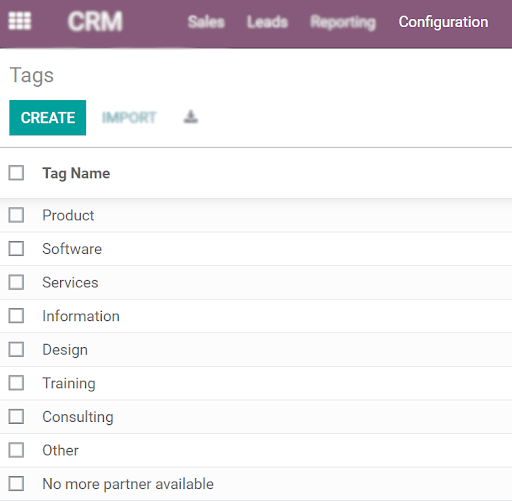 CRM Sales Leads Reporting Configuration
Tags
CREATE IMPORT
Tag Name
Product
Software
Services
Information
Design
Training
Consulting
Other
No more partner available